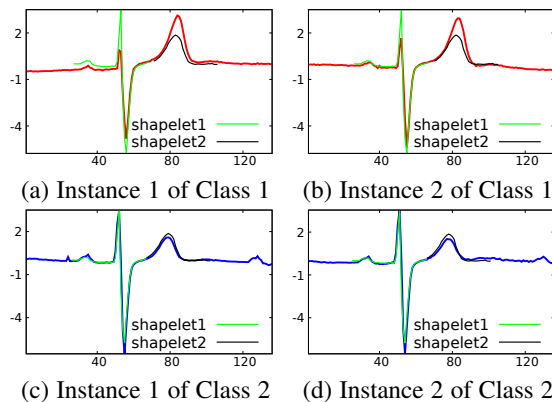 2
-1
-4
shapelet1
shapelet2
40 80 120
(a) Instance 1 of Class 1
2
-1
-4
shapelet1
shapelet2
40 80 120
(b) Instance 2 of Class 1
2
-1
-4
shapelet1
shapelet2
40 80 120
(c) Instance 1 of Class 2
2
-1
-4
shapelet1
shapelet2
40 80 120
(d) Instance 2 of Class 2